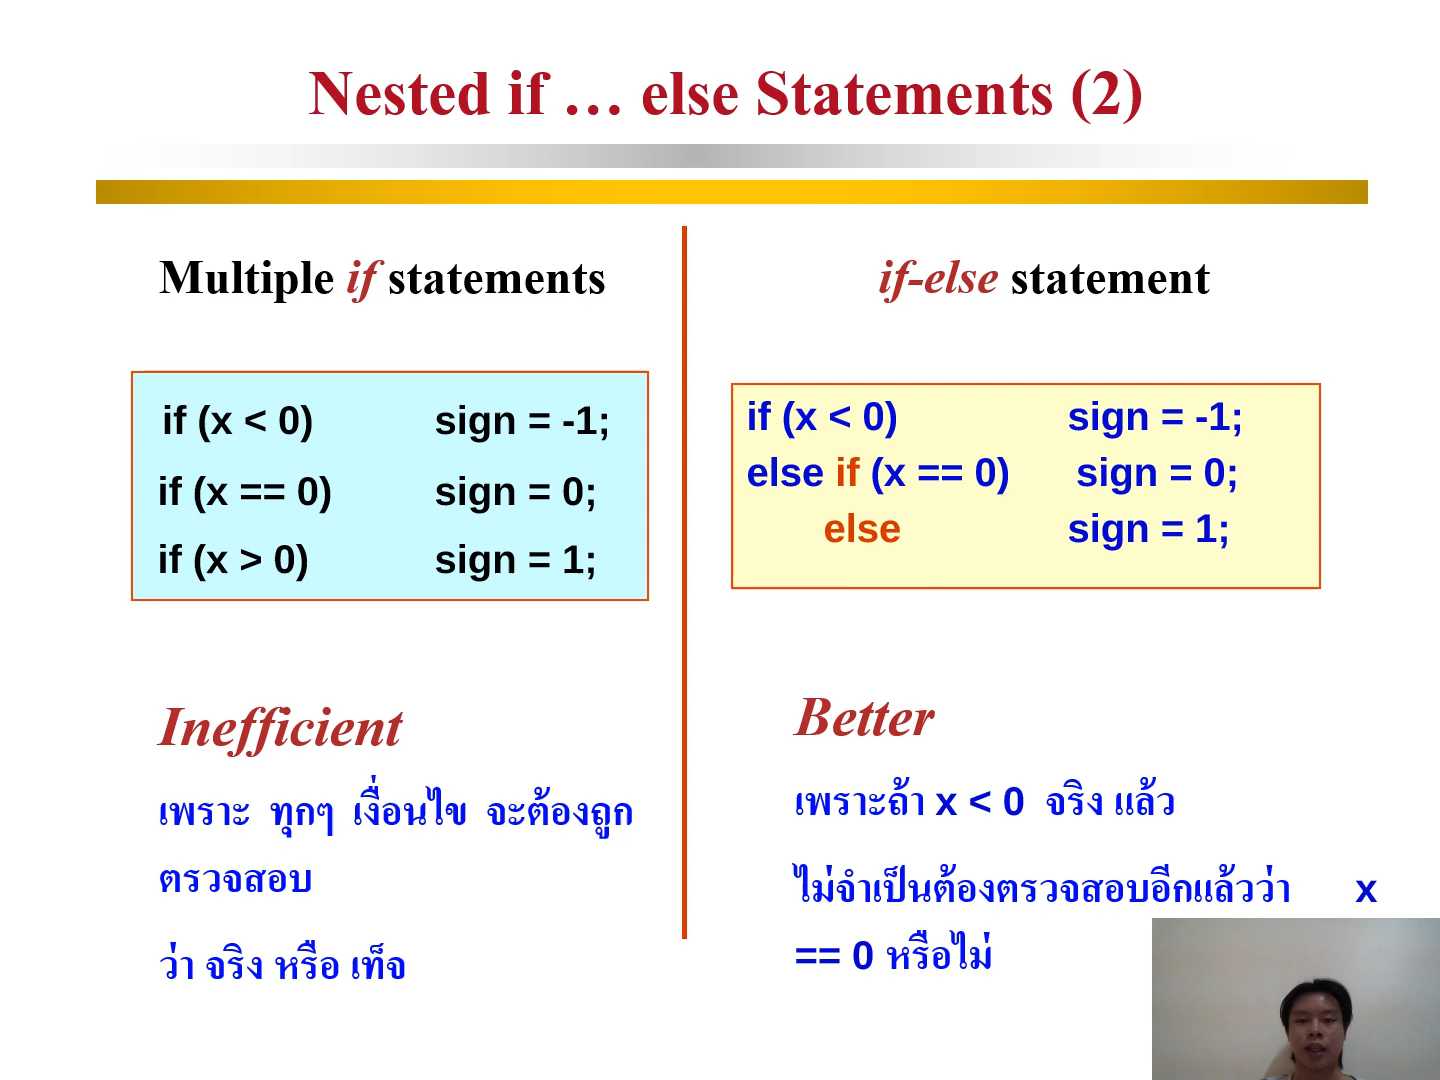 Nested if … else Statements (2)
Multiple if statements
if (x < 0) sign = -1;
if (x == 0) sign = 0;
if (x > 0) sign = 1;
Inefficient
เพราะ ทุกๆ เงื่อนไข จะต้องถูก
ตรวจสอบ
ว่า จริง หรือ เท็จ
if-else statement
if (x < 0) sign = -1;
else if (x == 0) sign = 0;
else sign = 1;
Better
เพราะถ้า x < 0 จริง แล้ว
ไม่จำเป็นต้องตรวจสอบอีกแล้วว่า x
== 0 หรือไม่